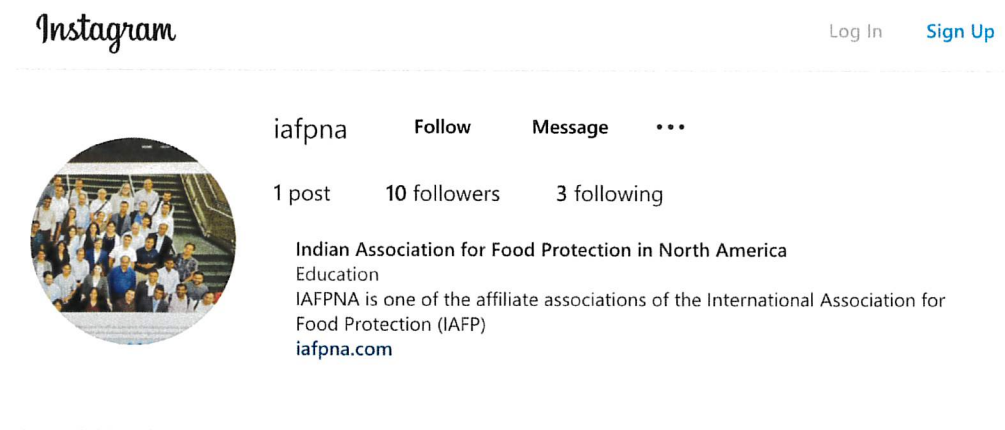 Instagram
Log In Sign Up
iafpna Follow Message •••
1 post 10 followers 3 following
Indian Association for Food Protection in North America
Education
IAFPNA is one of the affiliate associations of the International Association for
Food Protection (IAFP)
iafpna.com